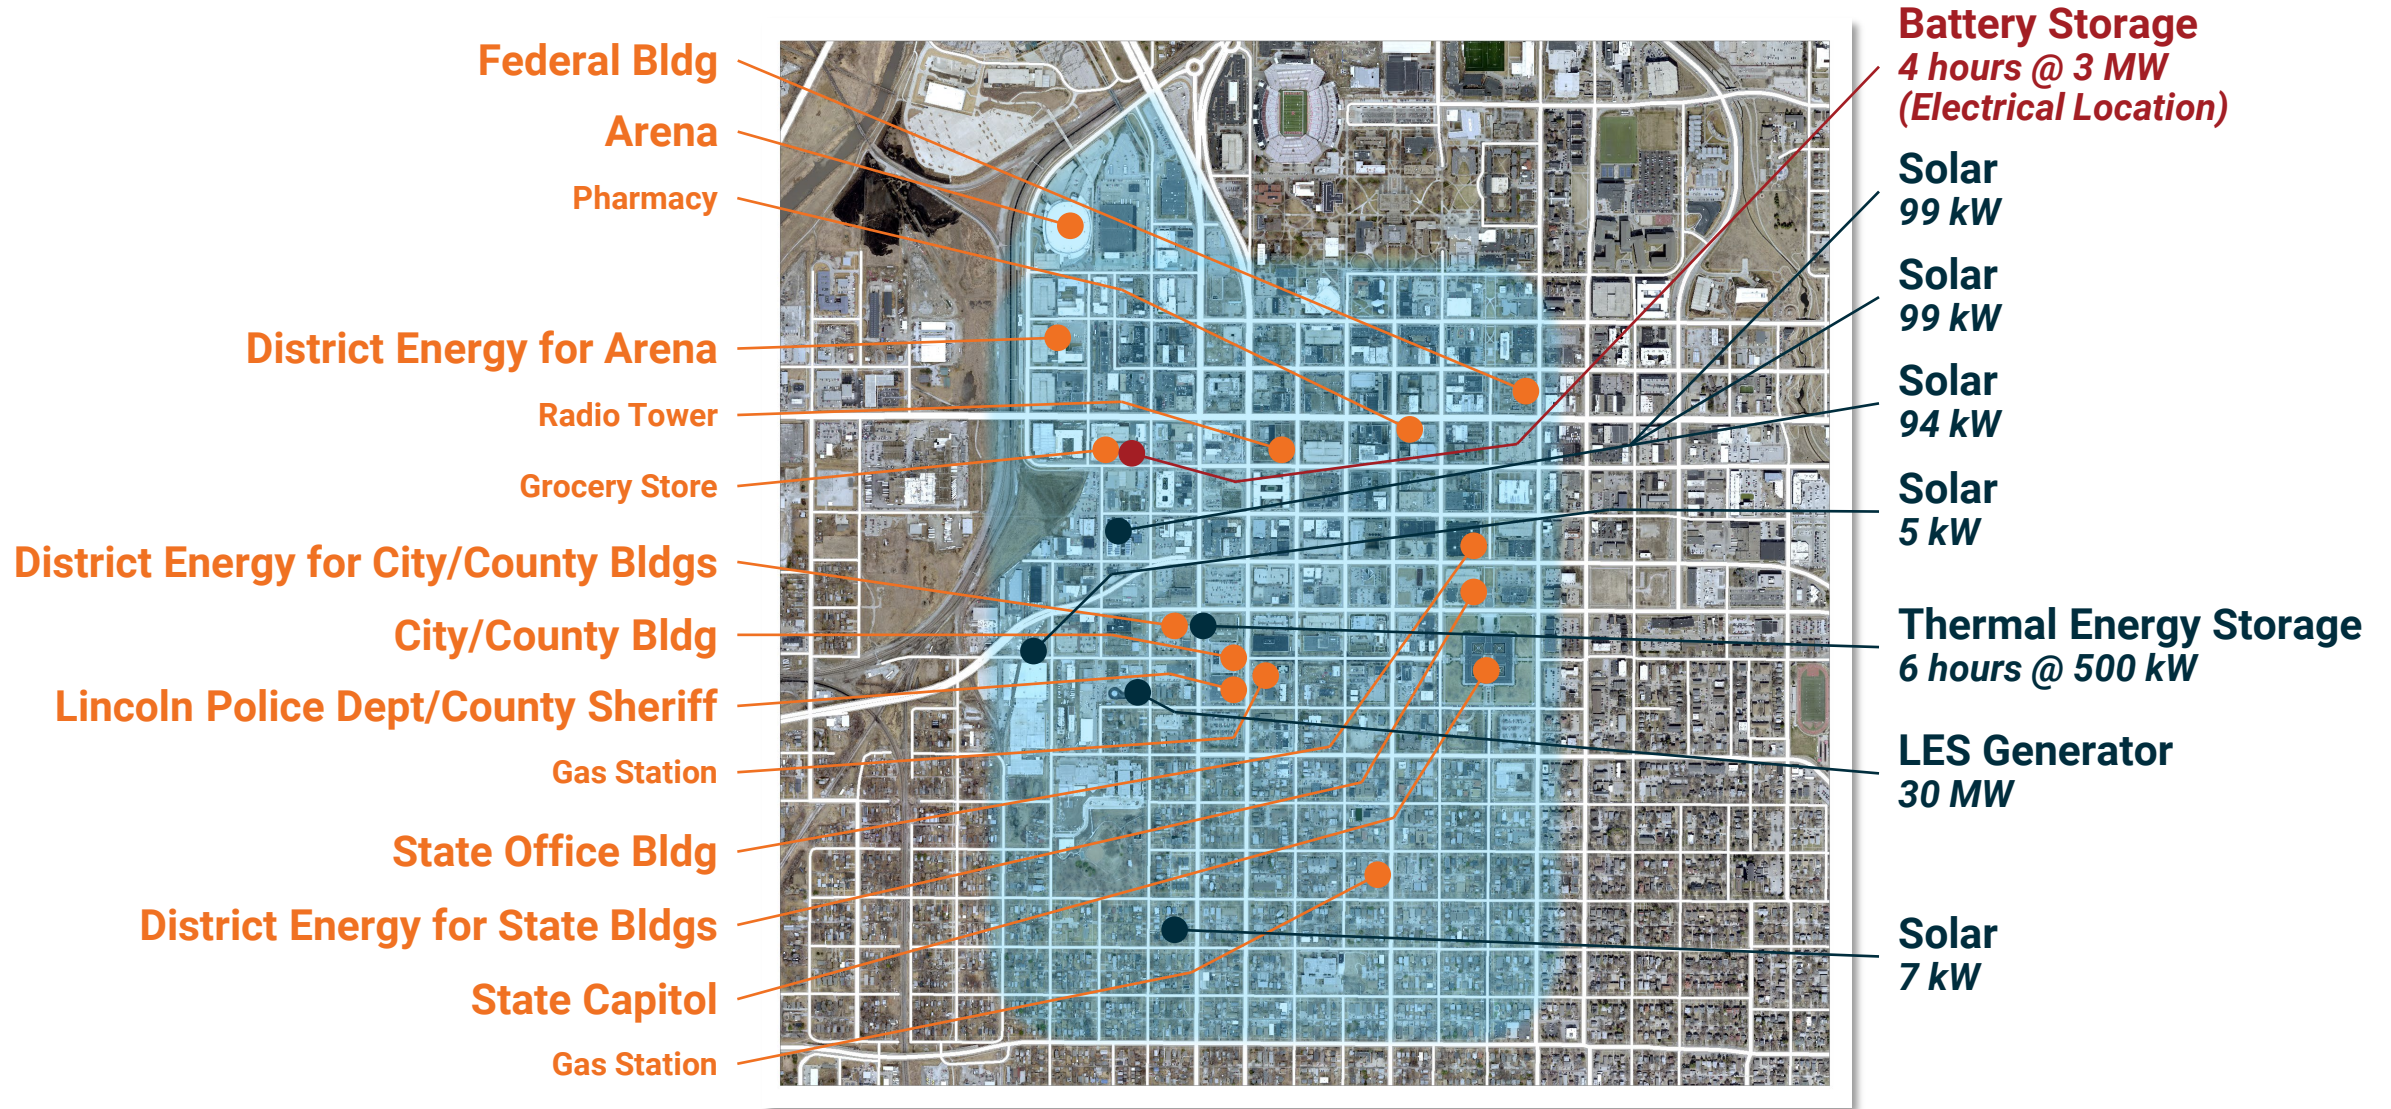 Federal Bldg
Arena
Pharmacy
District Energy for Arena
Radio Tower
Grocery Store
District Energy for City/County Bldgs
City/County Bldg
Lincoln Police Dept/County Sheriff
Gas Station
State Office Bldg
District Energy for State Bldgs
State Capitol
Gas Station
Battery Storage
4 hours @ 3 MW
(Electrical Location)
Solar
99 kW
Solar
99 kW
Solar
94 kW
Solar
5 kW
Thermal Energy Storage
6 hours @ 500 kW
LES Generator
30 MW
Solar
7 kW